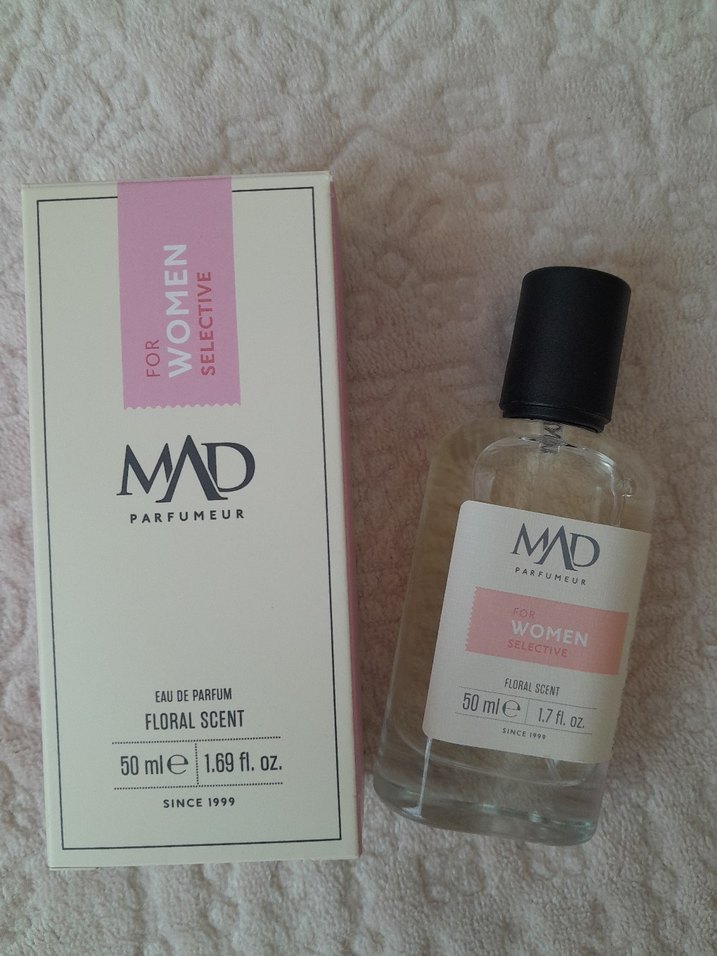 FOR
WOMEN
SELECTIVE
MAD
PARFUMEUR
EAU DE PARFUM
FLORAL SCENT
50 ml ℮ 1.69 fl. oz.
SINCE 1999
MAD
PARFUMEUR
FOR
WOMEN
SELECTIVE
FLORAL SCENT
50 ml ℮ 1.7 fl. oz.
SINCE 1999